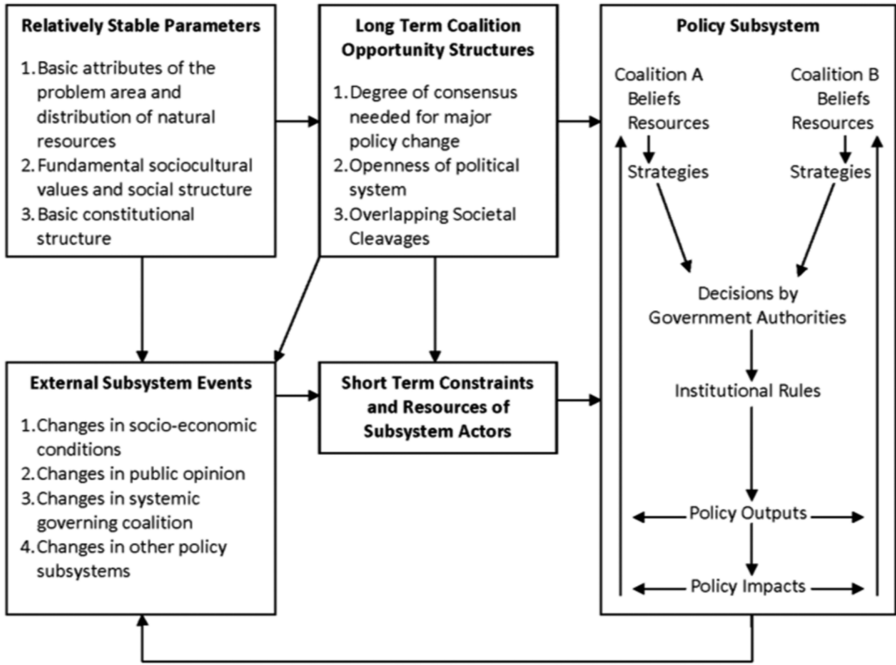 Relatively Stable Parameters
1.Basic attributes of the
problem area and
distribution of natural
resources
2.Fundamental sociocultural
values and social structure
3.Basic constitutional
structure
Long Term Coalition
Opportunity Structures
1.Degree of consensus
needed for major
policy change
2.Openness of political
system
3.Overlapping Societal
Cleavages
External Subsystem Events
1.Changes in socio-economic
conditions
2.Changes in public opinion
3.Changes in systemic
governing coalition
4.Changes in other policy
subsystems
Short Term Constraints
and Resources of
Subsystem Actors
Policy Subsystem
Coalition A
Beliefs
Resources
Strategies
Coalition B
Beliefs
Resources
Strategies
Decisions by
Government Authorities
Institutional Rules
Policy Outputs
Policy Impacts